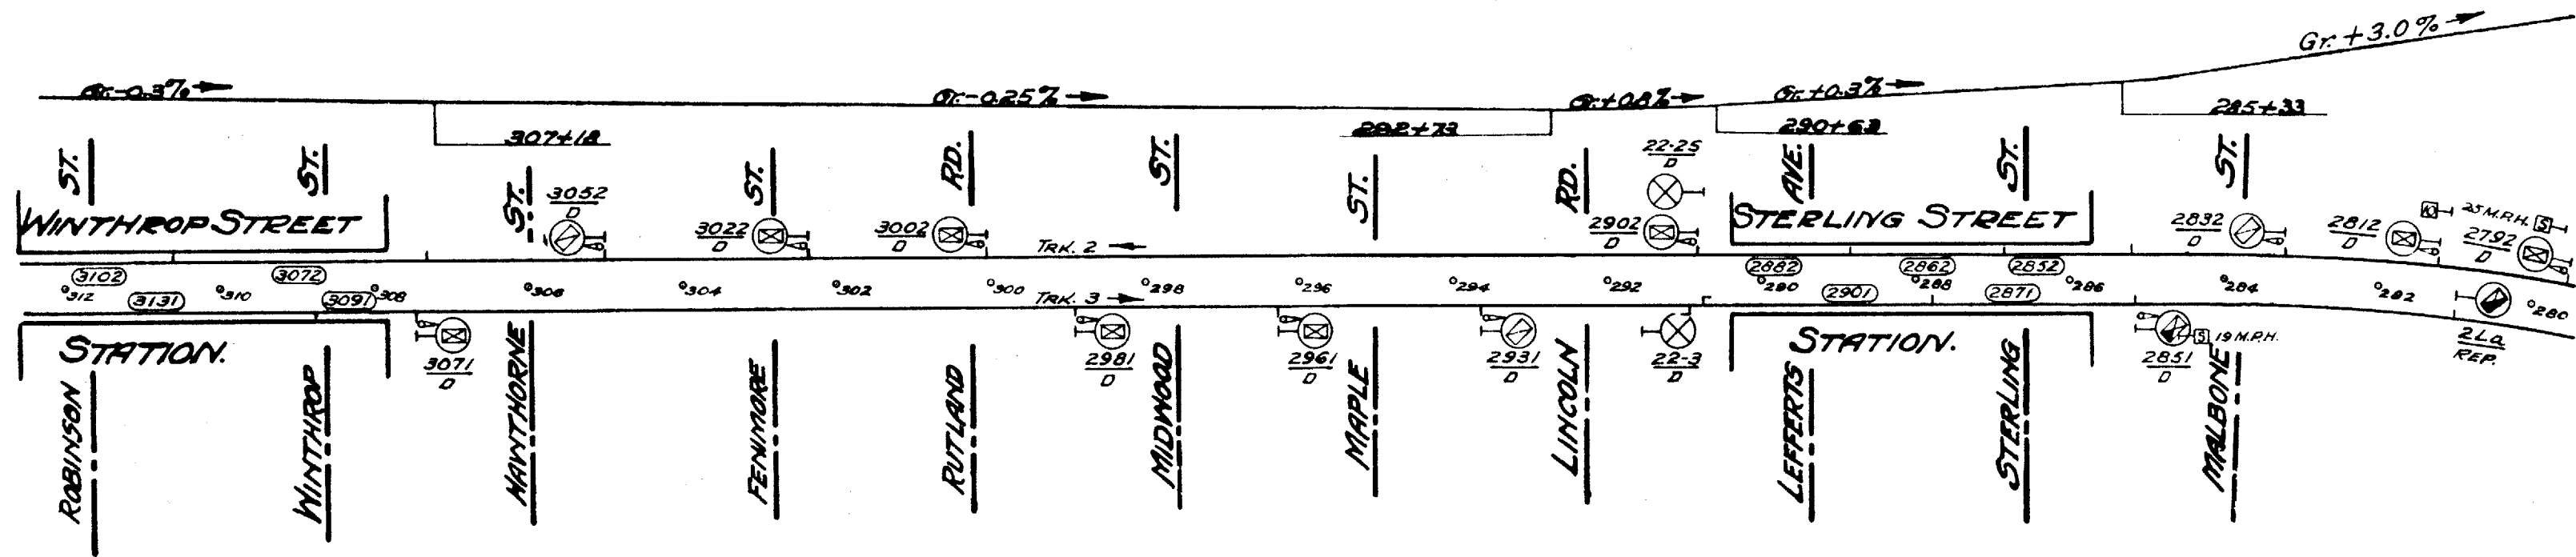 Gr. + 3.0 %
Gr. - 0.3%
Gr. - 0.25%
Gr. + 0.8%
Gr. + 0.3%
307+18
292+73
290+63
285+33
ST.
ST.
ST.
ST.
RD.
ST.
ST.
RD.
AVE.
ST.
ST.
WINTHROP STREET
STERLING STREET
3052
D
3022
D
3002
D
22-25
D
2902
D
2832
D
2812
D
10
35 M.P.H.
S
2792
D
TRK. 2
3102
3072
2882
2862
2852
312
310
308
306
304
302
300
298
296
294
292
290
288
286
284
282
280
3131
3091
2901
2871
TRK. 3
STATION.
STATION.
3071
D
2981
D
2961
D
2931
D
22-3
D
2851
D
S
19 M.P.H.
2La
REP.
ROBINSON
WINTHROP
HAWTHORNE
FENIMORE
RUTLAND
MIDWOOD
MAPLE
LINCOLN
LEFFERTS
STERLING
MALBONE